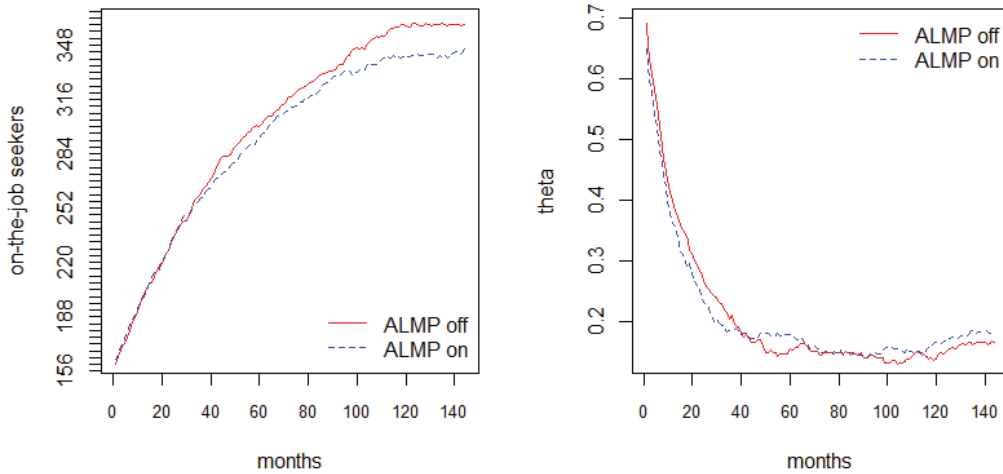 on-the-job seekers
348
316
284
252
220
188
156
ALMP off
ALMP on
0 20 40 60 80 100 120 140
months
theta
0.7
0.6
0.5
0.4
0.3
0.2
ALMP off
ALMP on
0 20 40 60 80 100 120 140
months